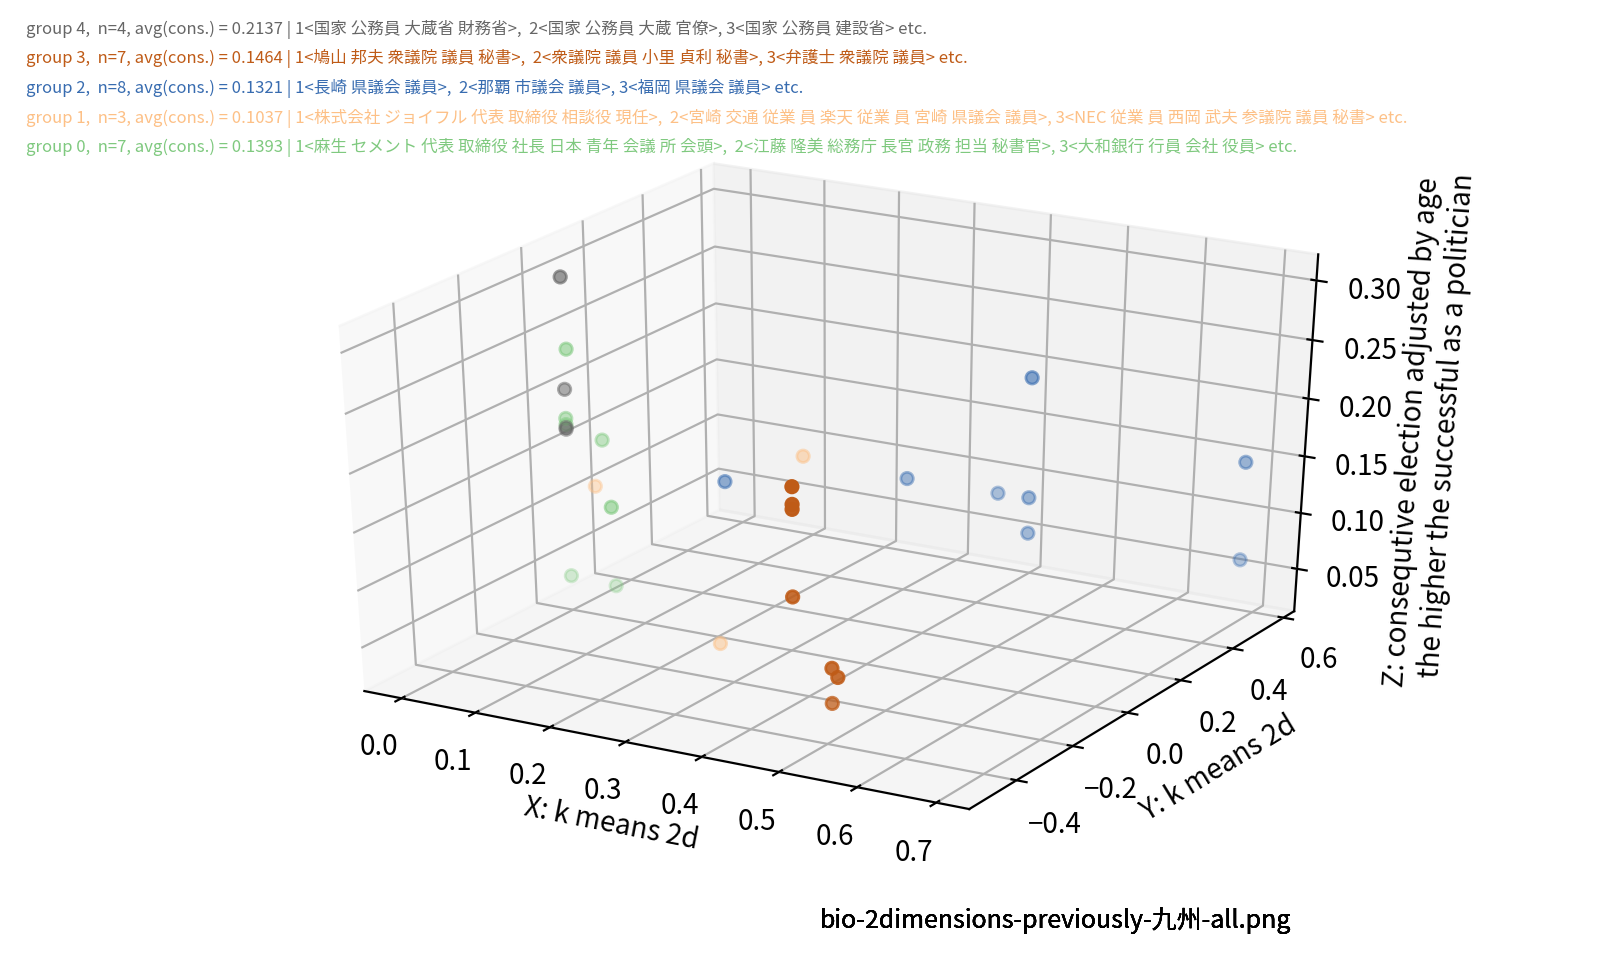 group 4,  n=4, avg(cons.) = 0.2137 | 1<国家 公務員 大蔵省 財務省>,  2<国家 公務員 大蔵 官僚>, 3<国家 公務員 建設省> etc.
group 3,  n=7, avg(cons.) = 0.1464 | 1<鳩山 邦夫 衆議院 議員 秘書>,  2<衆議院 議員 小里 貞利 秘書>, 3<弁護士 衆議院 議員> etc.
group 2,  n=8, avg(cons.) = 0.1321 | 1<長崎 県議会 議員>,  2<那覇 市議会 議員>, 3<福岡 県議会 議員> etc.
group 1,  n=3, avg(cons.) = 0.1037 | 1<株式会社 ジョイフル 代表 取締役 相談役 現任>,  2<宮崎 交通 従業 員 楽天 従業 員 宮崎 県議会 議員>, 3<NEC 従業 員 西岡 武夫 参議院 議員 秘書> etc.
group 0,  n=7, avg(cons.) = 0.1393 | 1<麻生 セメント 代表 取締役 社長 日本 青年 会議 所 会頭>,  2<江藤 隆美 総務庁 長官 政務 担当 秘書官>, 3<大和銀行 行員 会社 役員> etc.
0.30
0.25
0.20
0.15
0.10
0.05
Z: consequtive election adjusted by age
the higher the successful as a politician
0.6
0.4
0.2
0.0
−0.2
−0.4
Y: k means 2d
0.0
0.1
0.2
0.3
0.4
0.5
0.6
0.7
X: k means 2d
bio-2dimensions-previously-九州-all.png